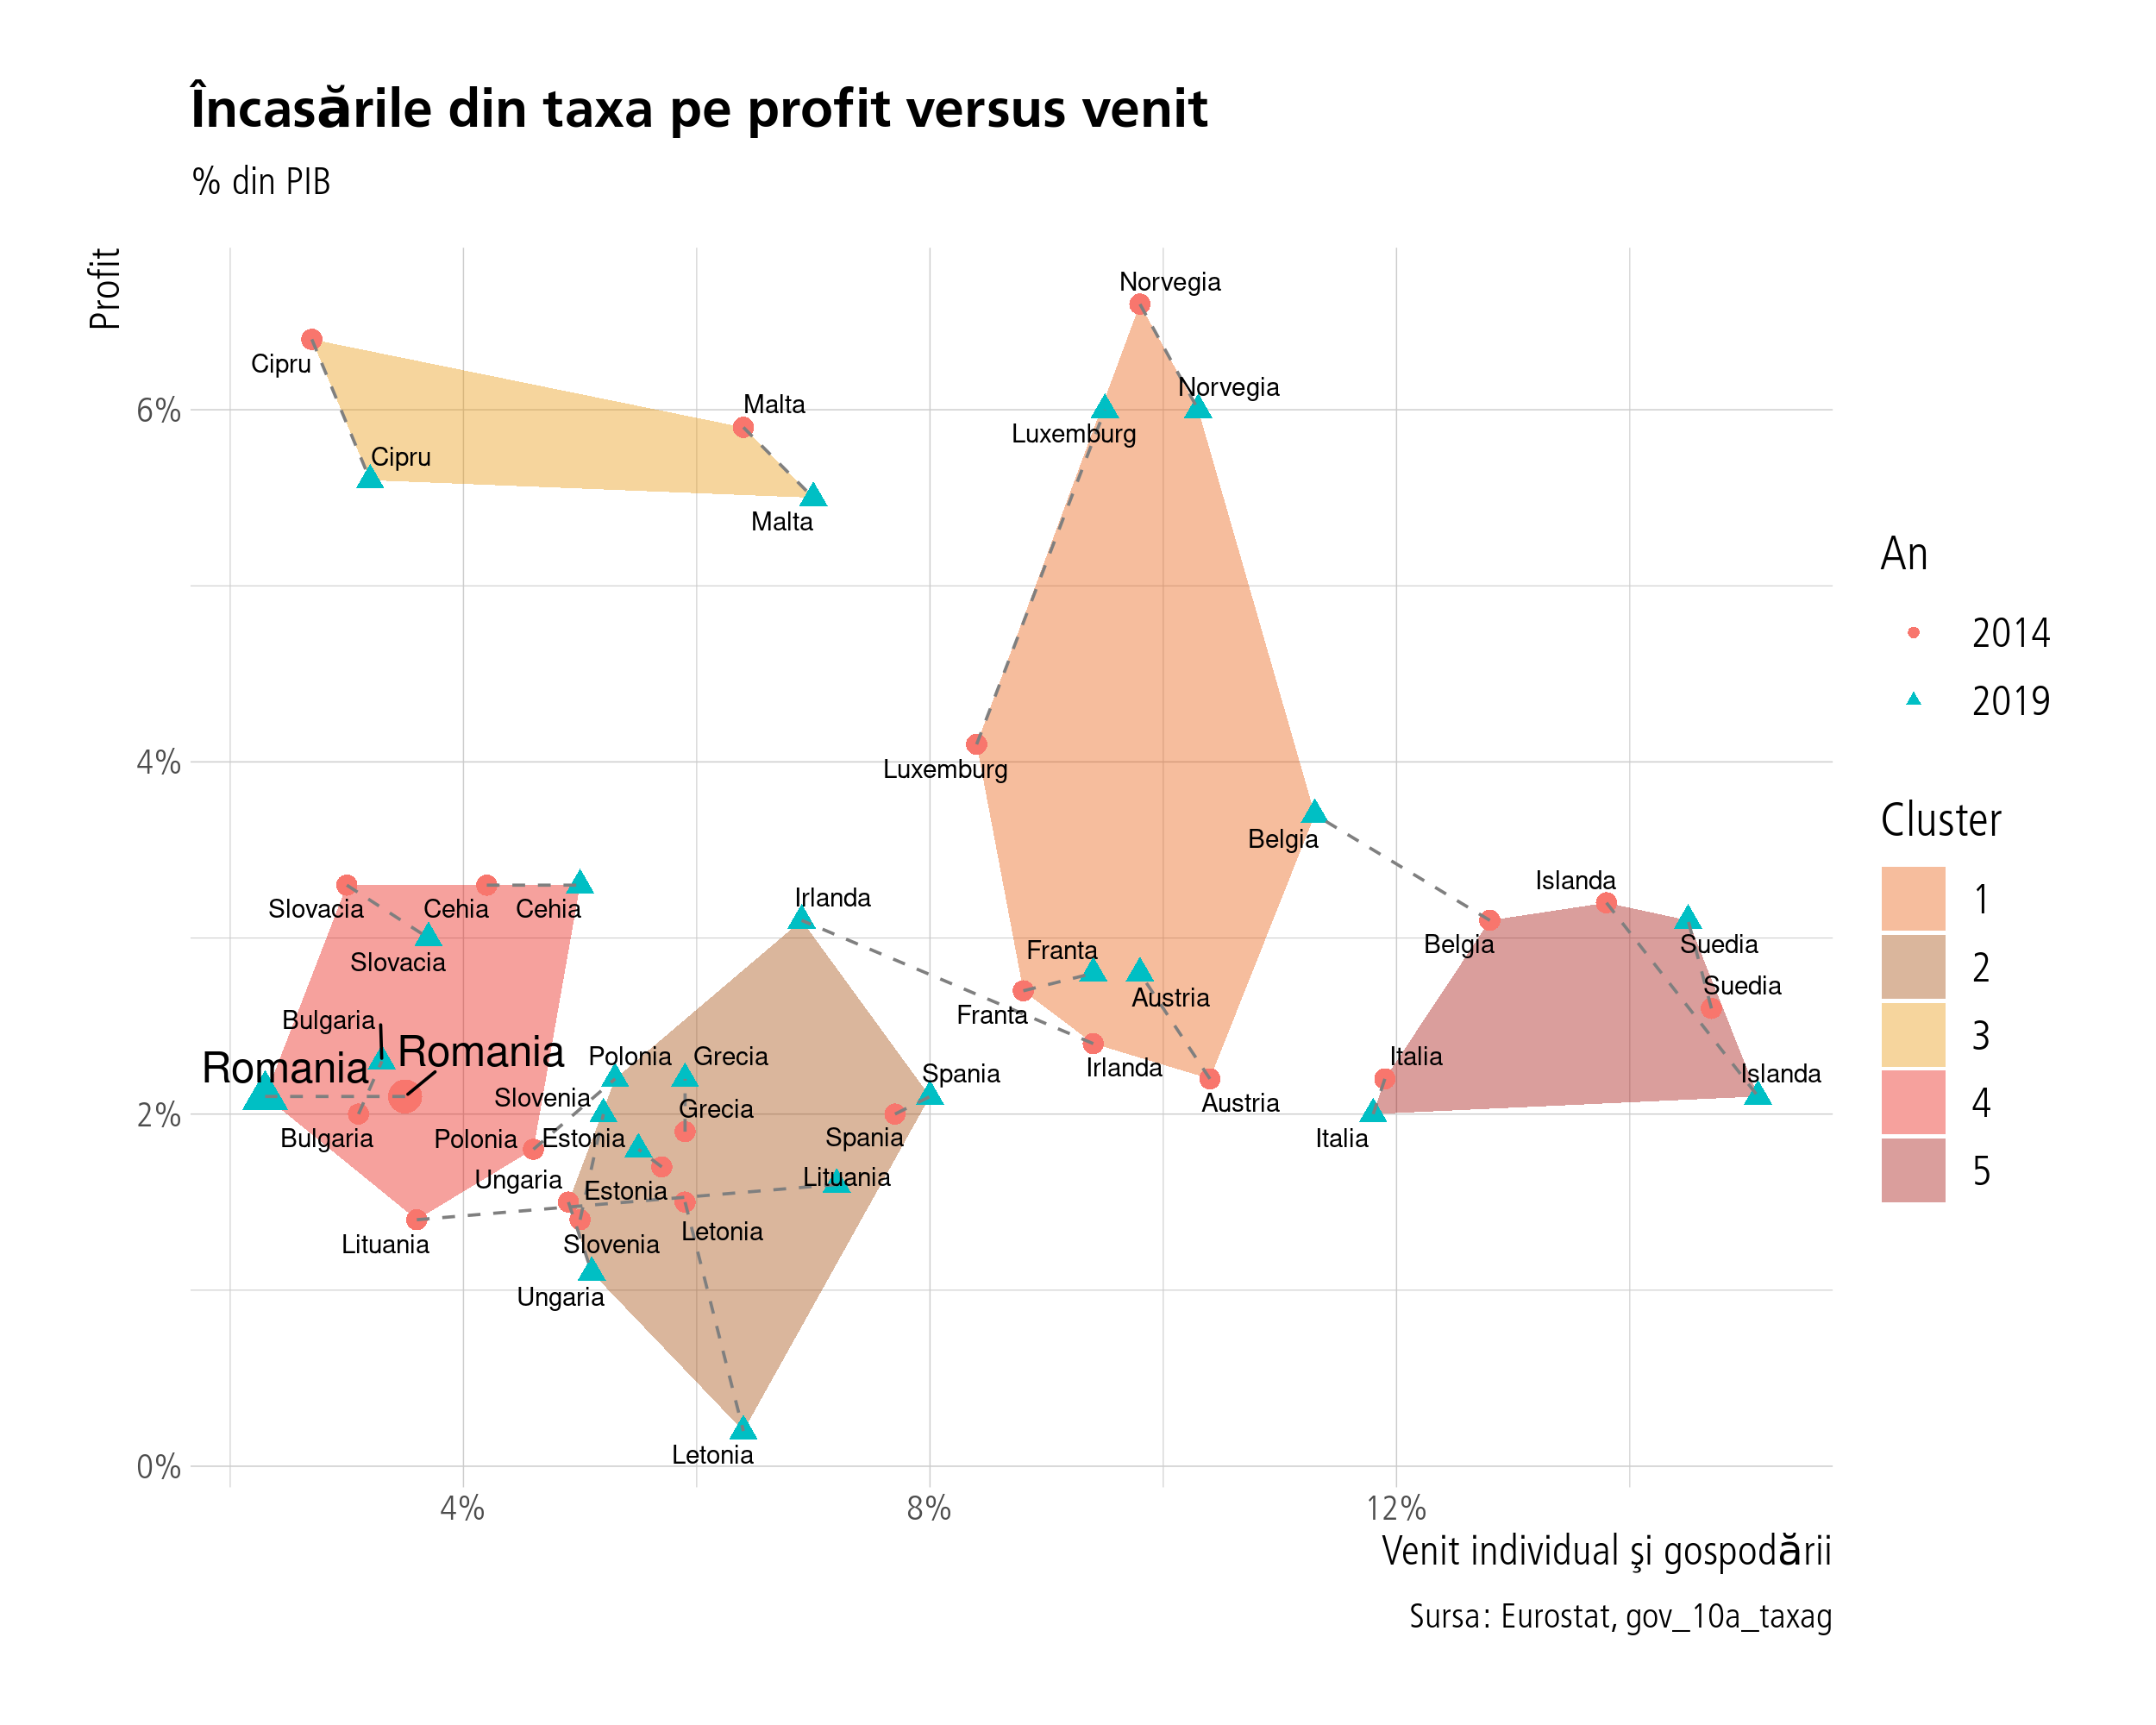 Încasările din taxa pe profit versus venit
% din PIB
Profit
Norvegia
Cipru
Norvegia
Malta
6%
Luxemburg
Cipru
Malta
An
2014
2019
4%
Luxemburg
Cluster
Belgia
Islanda
1
Irlanda
Slovacia
Cehia
Cehia
Franta
Belgia
Suedia
Slovacia
2
Suedia
Austria
Franta
Bulgaria
3
Romania
Polonia
Grecia
Italia
Romania
Irlanda
Spania
Islanda
Slovenia
4
Grecia
Austria
2%
Bulgaria
Polonia
Estonia
Spania
Italia
5
Ungaria
Lituania
Estonia
Letonia
Lituania
Slovenia
Ungaria
Letonia
0%
4%
8%
12%
Venit individual şi gospodării
Sursa: Eurostat, gov_10a_taxag